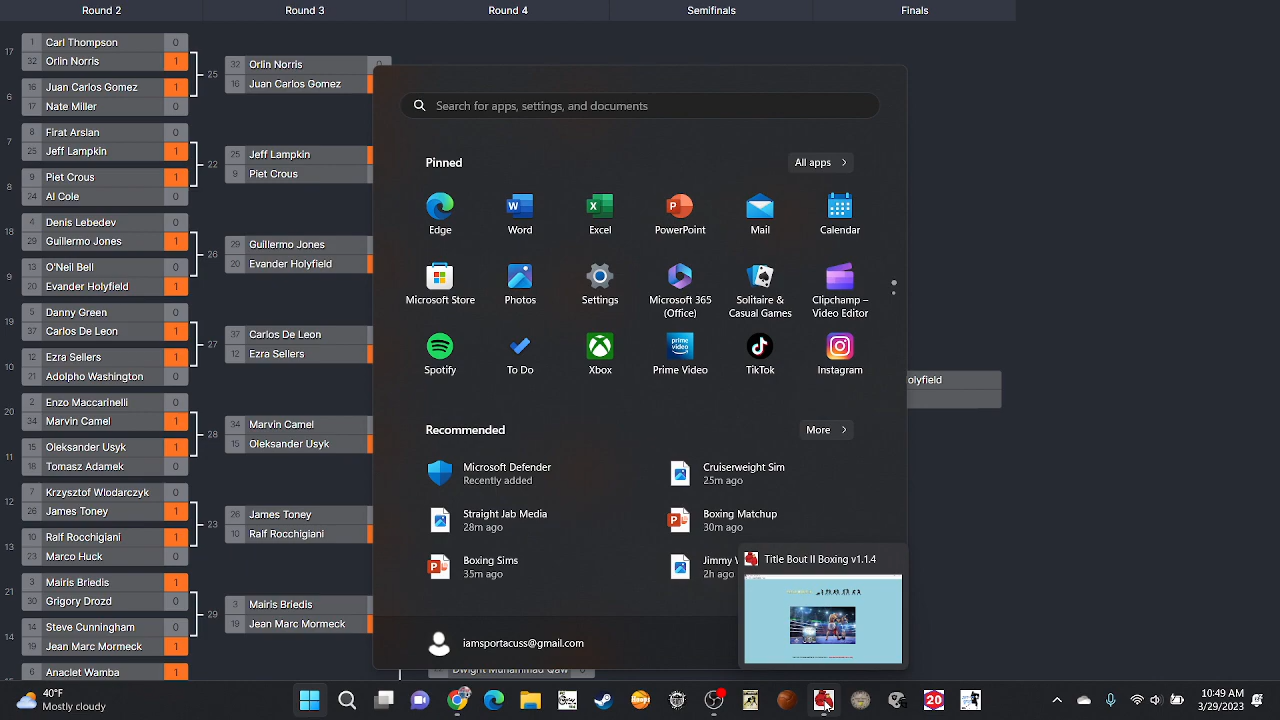 Round 2 Round 3 Round 4 Semifinals Finals
17
1 Carl Thompson 0
32 Orlin Norris 1
6
16 Juan Carlos Gomez 1
17 Nate Miller 0
7
8 Firat Arslan 0
25 Jeff Lampkin 1
8
9 Piet Crous 1
24 Al Cole 0
18
4 Denis Lebedev 0
29 Guillermo Jones 1
9
13 O'Neil Bell 0
20 Evander Holyfield 1
19
5 Danny Green 0
37 Carlos De Leon 1
10
12 Ezra Sellers 1
21 Adolpho Washington 0
20
2 Enzo Maccarinelli 0
34 Marvin Camel 1
11
15 Oleksander Usyk 1
18 Tomasz Adamek 0
12
7 Krzysztof Wlodarczyk 0
26 James Toney 1
13
10 Ralf Rocchigiani 1
23 Marco Huck 0
21
3 Mairis Briedis 1
30 Grigory Drozd 0
14
14 Steve Cunningham 0
19 Jean Marc Mormeck 1
6 Anaclet Wamba 1
25
32 Orlin Norris 0
16 Juan Carlos Gomez
22
25 Jeff Lampkin
9 Piet Crous
26
29 Guillermo Jones
20 Evander Holyfield
27
37 Carlos De Leon
12 Ezra Sellers
28
34 Marvin Camel
15 Oleksander Usyk
23
26 James Toney
10 Ralf Rocchigiani
29
3 Mairis Briedis
19 Jean Marc Mormeck
olyfield
Search for apps, settings, and documents
Pinned All apps
Edge Word Excel PowerPoint Mail Calendar
Microsoft Store Photos Settings Microsoft 365 (Office) Solitaire & Casual Games Clipchamp – Video Editor
Spotify To Do Xbox Prime Video TikTok Instagram
Recommended More
Microsoft Defender
Recently added
Cruiserweight Sim
25m ago
Straight Jab Media
28m ago
Boxing Matchup
30m ago
Boxing Sims
35m ago
Jimmy
2h ago
Title Bout II Boxing v1.1.4
iamsportacuss@gmail.com
40°F
Mostly cloudy
20
10:49 AM
3/29/2023